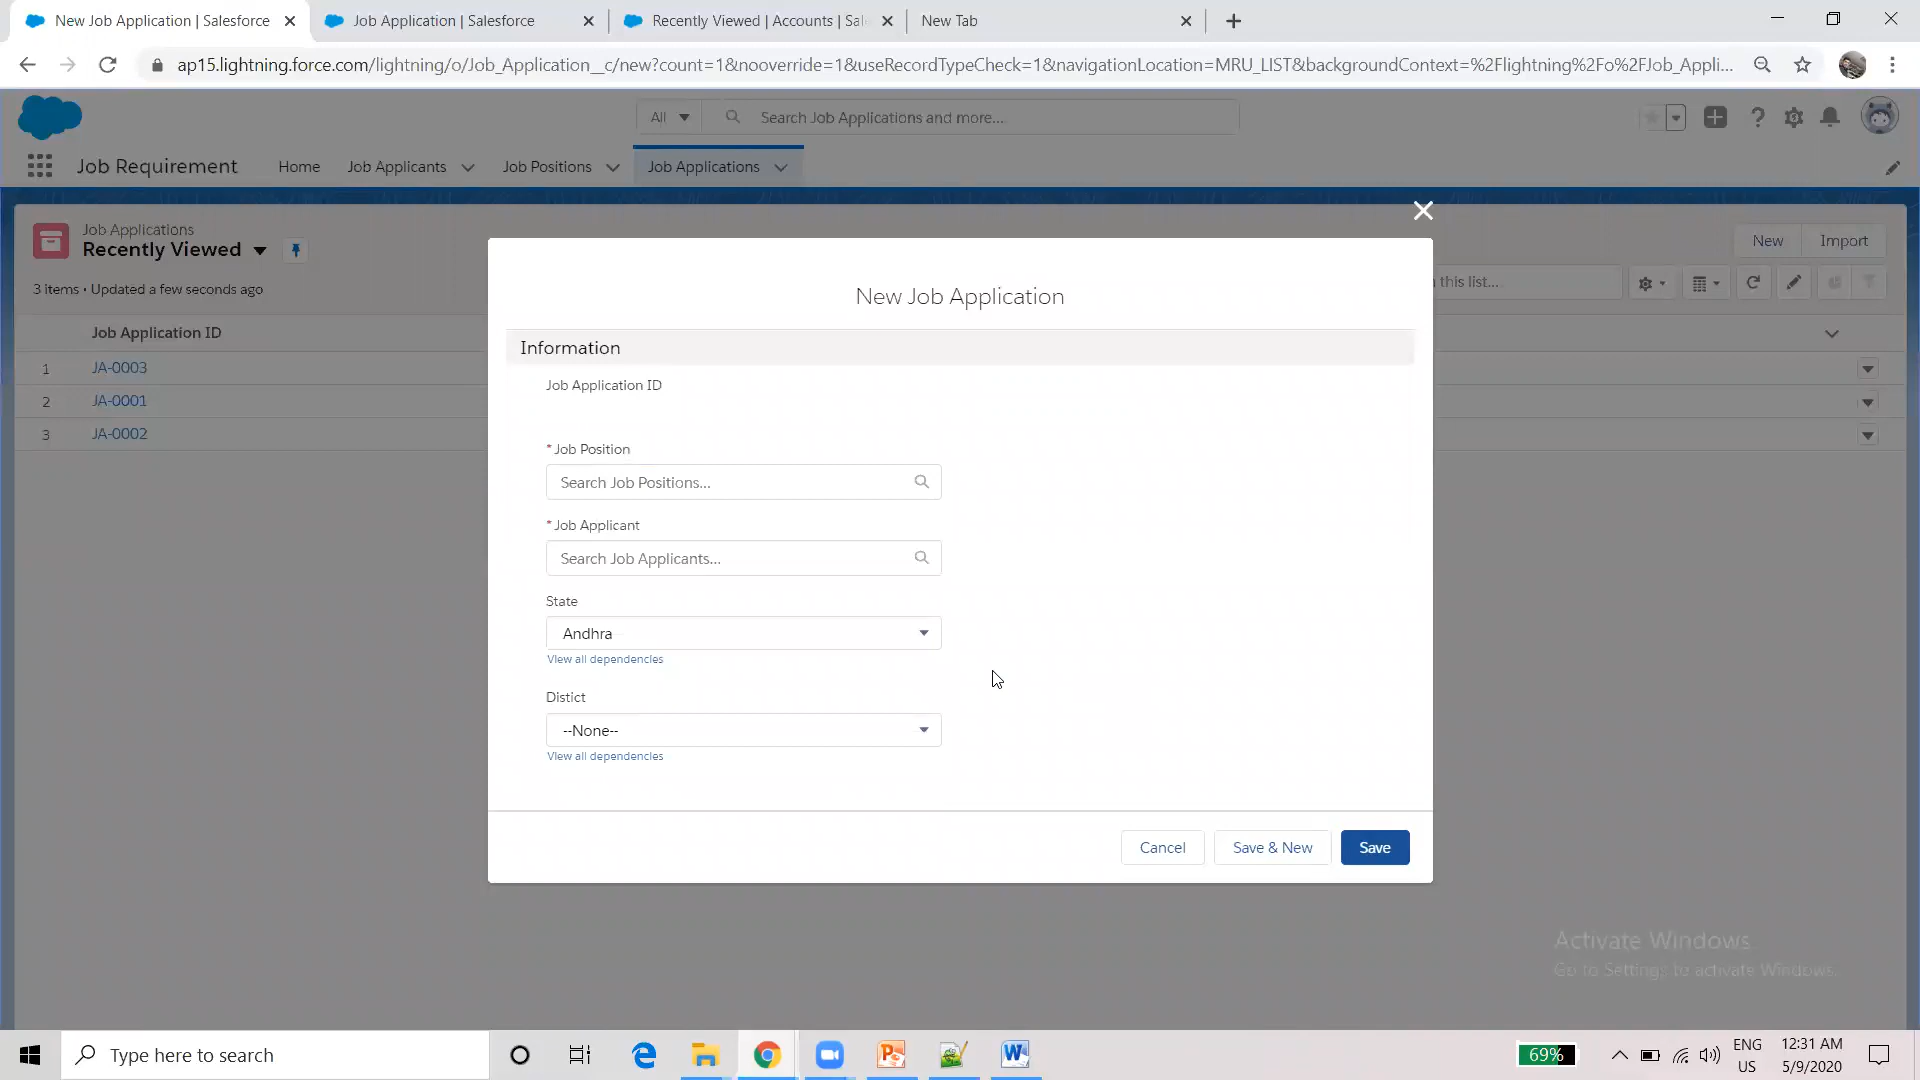 New Job Application | Salesforce
Job Application | Salesforce
Recently Viewed | Accounts | Sal
New Tab
ap15.lightning.force.com/lightning/o/Job_Application__c/new?count=1&nooverride=1&useRecordTypeCheck=1&navigationLocation=MRU_LIST&backgroundContext=%2Flightning%2Fo%2FJob_Appli...
All
Search Job Applications and more...
Job Requirement
Home
Job Applicants
Job Positions
Job Applications
Job Applications
Recently Viewed
New
Import
3 items • Updated a few seconds ago
this list...
Job Application ID
1 JA-0003
2 JA-0001
3 JA-0002
New Job Application
Information
Job Application ID
* Job Position
Search Job Positions...
* Job Applicant
Search Job Applicants...
State
Andhra
View all dependencies
Distict
--None--
View all dependencies
Cancel
Save & New
Save
Activate Windows
Go to Settings to activate Windows.
Type here to search
69%
ENG
US
12:31 AM
5/9/2020